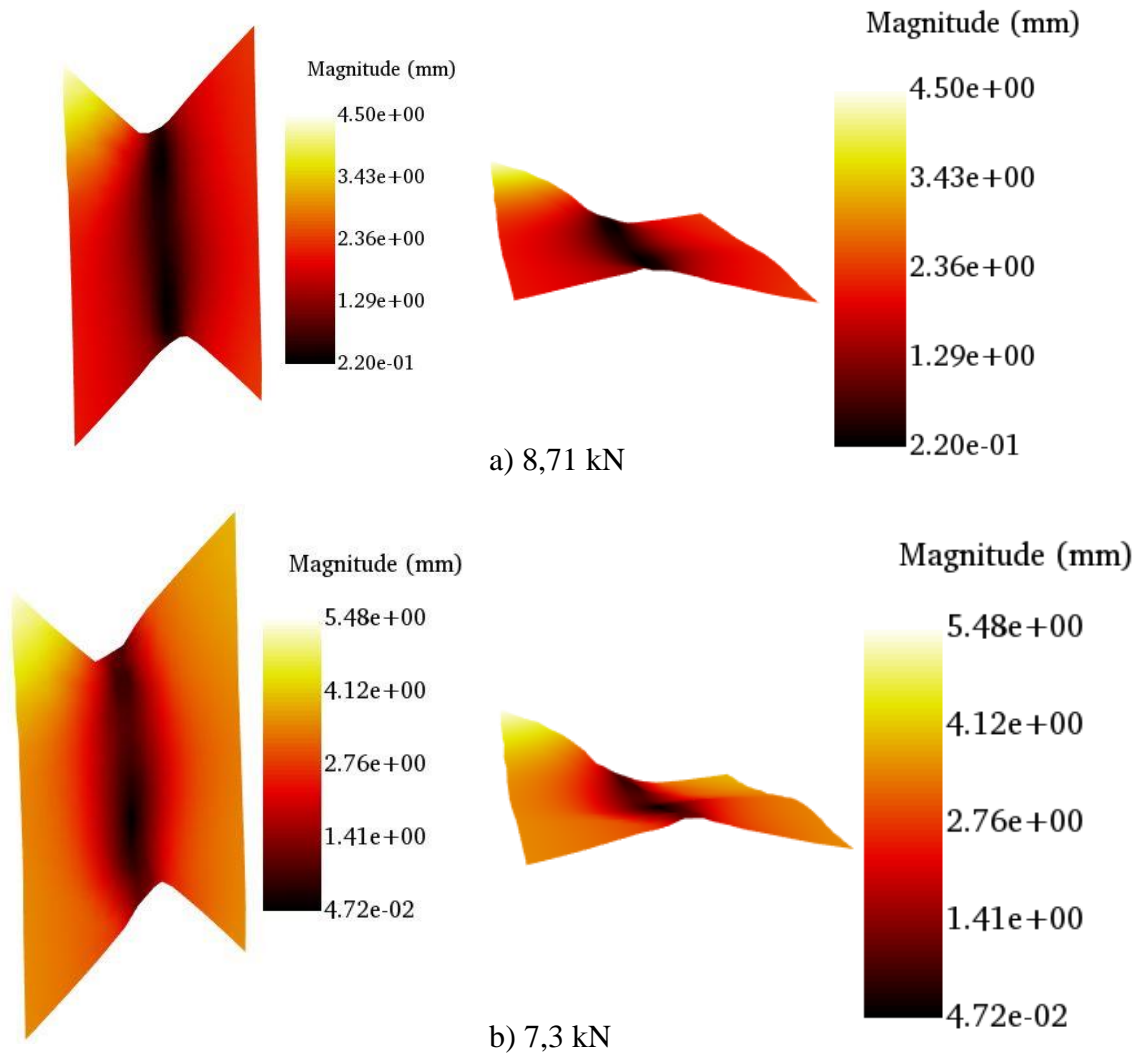 Magnitude (mm)
4.50e+00
3.43e+00
2.36e+00
1.29e+00
2.20e-01
Magnitude (mm)
4.50e+00
3.43e+00
2.36e+00
1.29e+00
2.20e-01
a) 8,71 kN
Magnitude (mm)
5.48e+00
4.12e+00
2.76e+00
1.41e+00
4.72e-02
Magnitude (mm)
5.48e+00
4.12e+00
2.76e+00
1.41e+00
4.72e-02
b) 7,3 kN